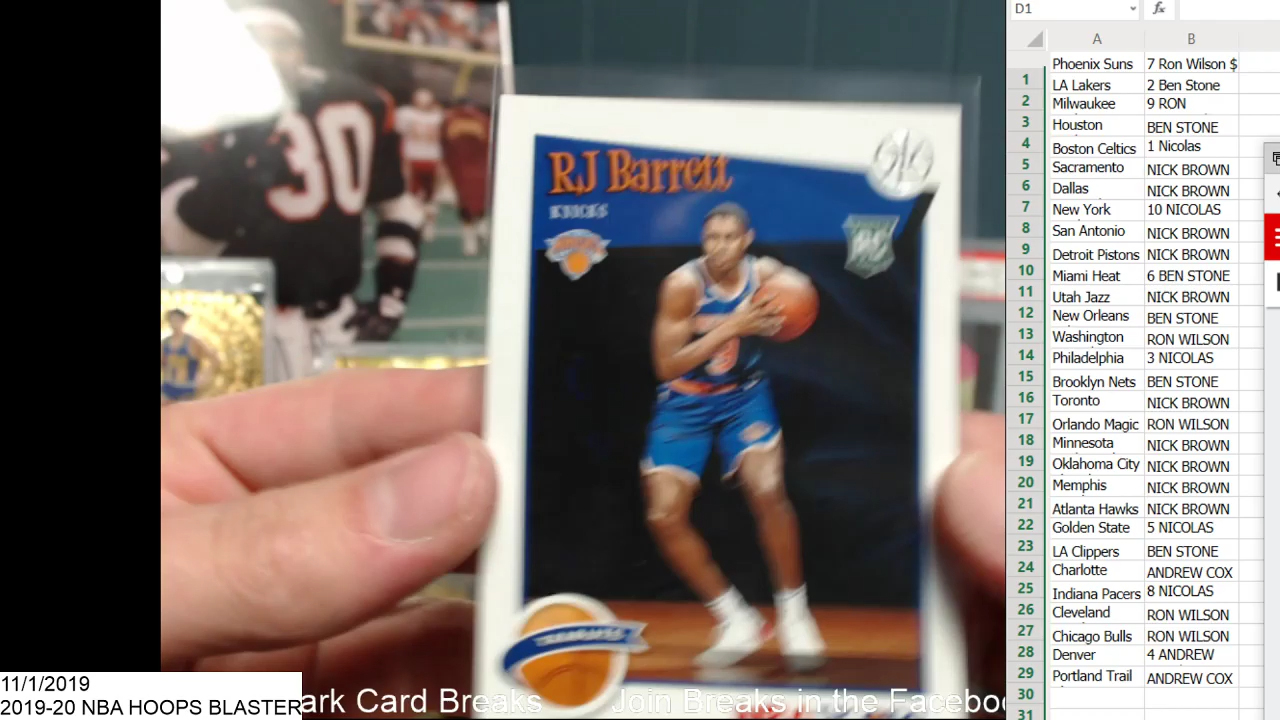 D1
fx
A B
Phoenix Suns 7 Ron Wilson $
1 LA Lakers 2 Ben Stone
2 Milwaukee 9 RON
3 Houston BEN STONE
4 Boston Celtics 1 Nicolas
5 Sacramento NICK BROWN
6 Dallas NICK BROWN
7 New York 10 NICOLAS
8 San Antonio NICK BROWN
9 Detroit Pistons NICK BROWN
10 Miami Heat 6 BEN STONE
11 Utah Jazz NICK BROWN
12 New Orleans BEN STONE
13 Washington RON WILSON
14 Philadelphia 3 NICOLAS
15 Brooklyn Nets BEN STONE
16 Toronto NICK BROWN
17 Orlando Magic RON WILSON
18 Minnesota NICK BROWN
19 Oklahoma City NICK BROWN
20 Memphis NICK BROWN
21 Atlanta Hawks NICK BROWN
22 Golden State 5 NICOLAS
23 LA Clippers BEN STONE
24 Charlotte ANDREW COX
25 Indiana Pacers 8 NICOLAS
26 Cleveland RON WILSON
27 Chicago Bulls RON WILSON
28 Denver 4 ANDREW
29 Portland Trail ANDREW COX
30
31
30
RJ Barrett
KNICKS
RC
11/1/2019
2019-20 NBA HOOPS BLASTER
ark Card Breaks Join Breaks in the Faceboo